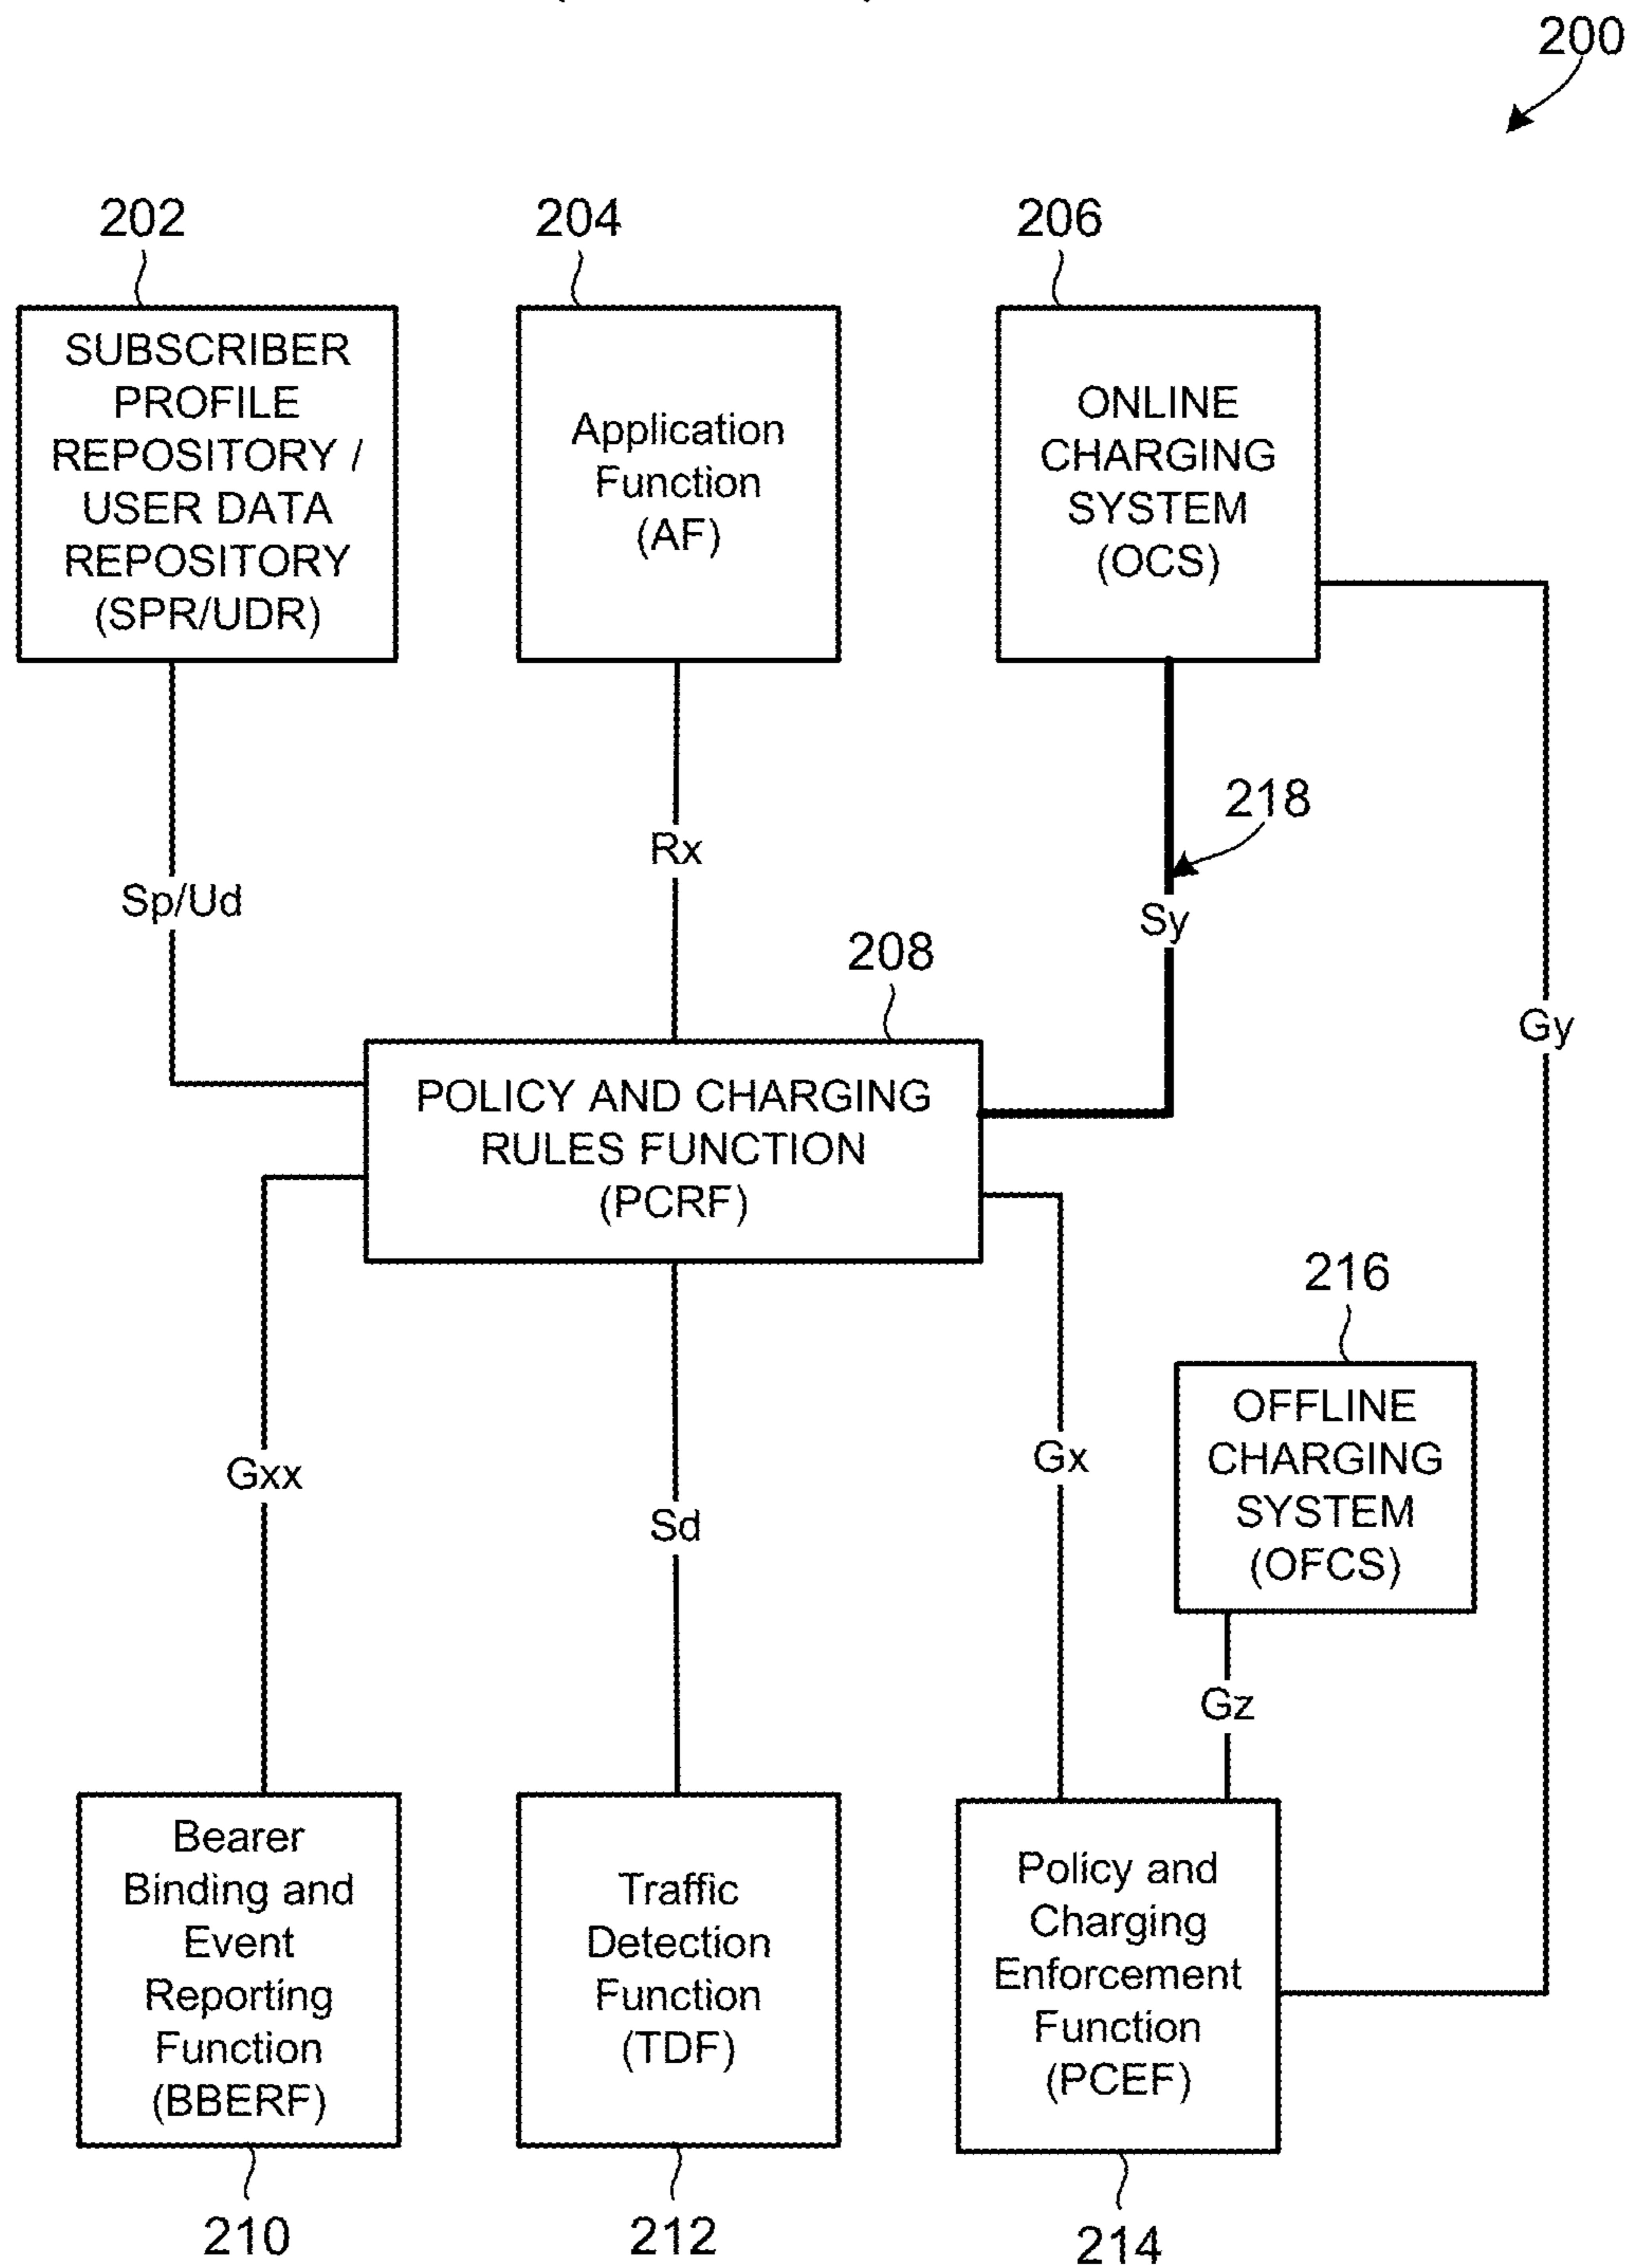 200
202
204
206
SUBSCRIBER
PROFILE
REPOSITORY /
USER DATA
REPOSITORY
(SPR/UDR)
Application
Function
(AF)
ONLINE
CHARGING
SYSTEM
(OCS)
218
Sp/Ud
Rx
Sy
Gy
208
POLICY AND CHARGING
RULES FUNCTION
(PCRF)
216
OFFLINE
CHARGING
SYSTEM
(OFCS)
Gxx
Sd
Gx
Gz
Bearer
Binding and
Event
Reporting
Function
(BBERF)
Traffic
Detection
Function
(TDF)
Policy and
Charging
Enforcement
Function
(PCEF)
210
212
214